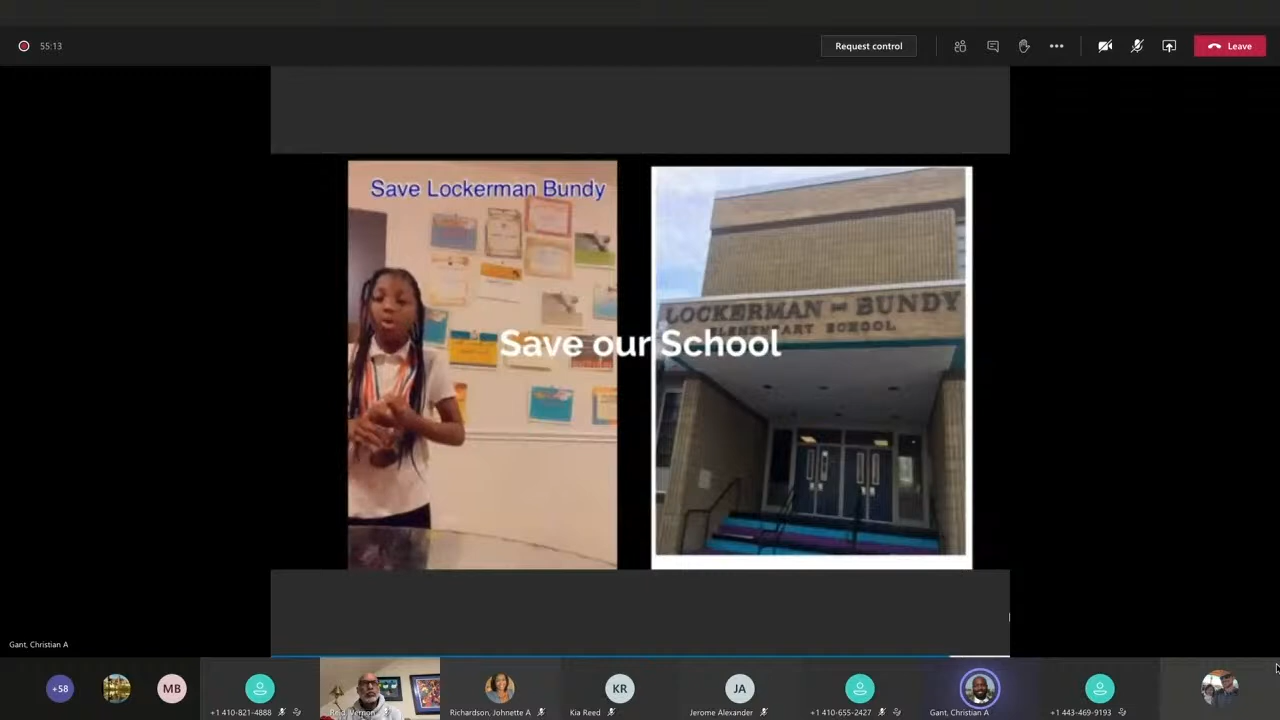 55:13
Request control
Leave
Save Lockerman Bundy
LOCKERMAN - BUNDY
ELEMENTARY SCHOOL
Save our School
Gant, Christian A
+58
MB
+1 410-821-4888
Reid, Vernon
Richardson, Johnette A
KR
Kia Reed
JA
Jerome Alexander
+1 410-655-2427
Gant, Christian A
+1 443-469-9193